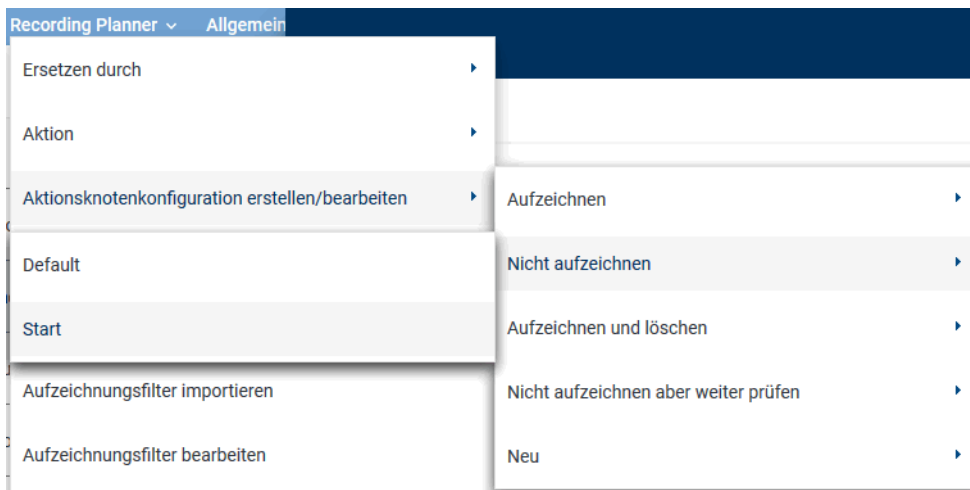 Recording Planner Allgemein
Ersetzen durch
Aktion
Aktionsknotenkonfiguration erstellen/bearbeiten
Default
Start
Aufzeichnungsfilter importieren
Aufzeichnungsfilter bearbeiten
Aufzeichnen
Nicht aufzeichnen
Aufzeichnen und löschen
Nicht aufzeichnen aber weiter prüfen
Neu